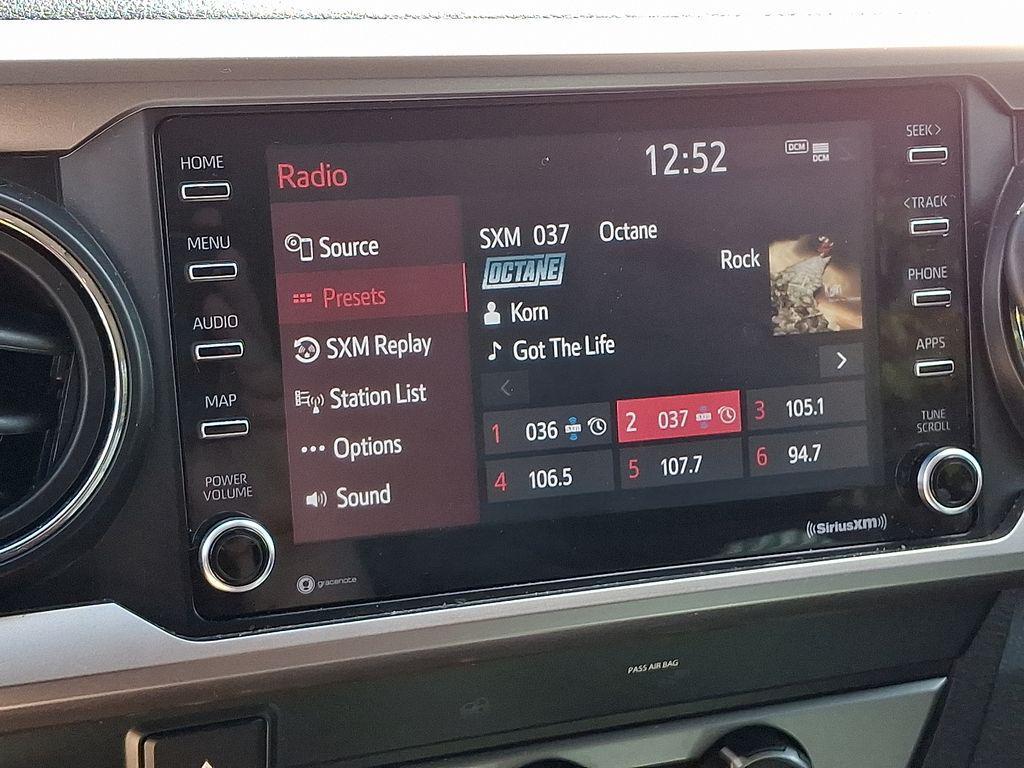 HOME
MENU
AUDIO
MAP
POWER
VOLUME
Radio
12:52
DCM
DCM
Source
Presets
SXM Replay
Station List
Options
Sound
SXM 037 Octane
OCTANE
Rock
Korn
Got The Life
1 036
2 037
3 105.1
4 106.5
5 107.7
6 94.7
SEEK >
< TRACK
PHONE
APPS
TUNE
SCROLL
gracenote
((SiriusXM))
PASS AIR BAG